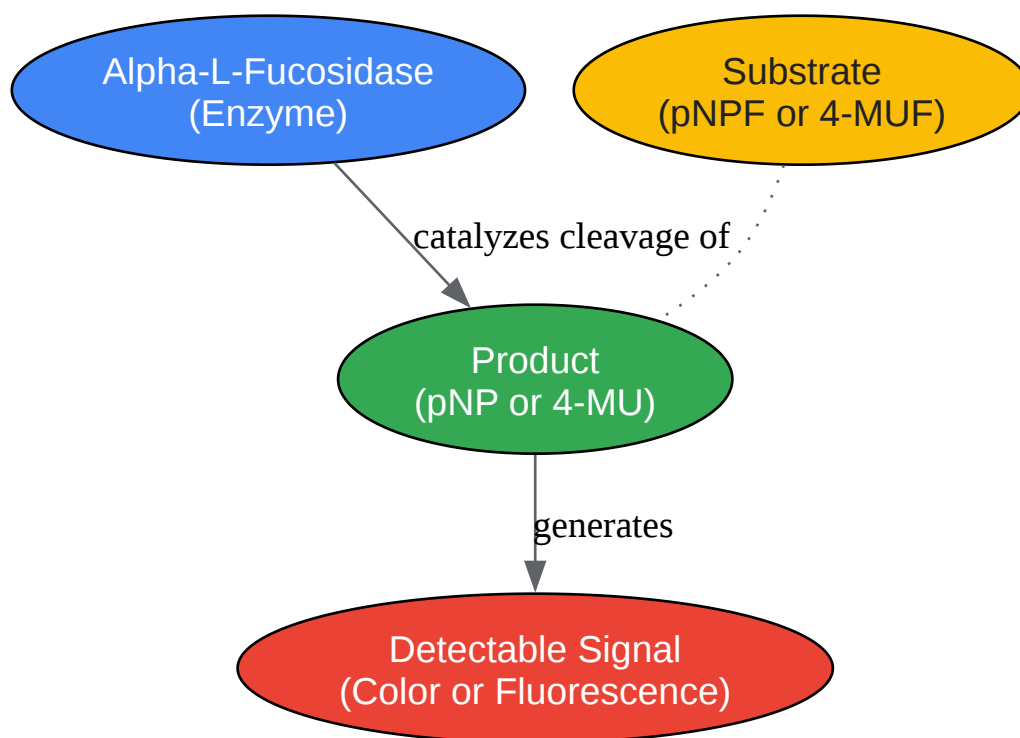 Alpha-L-Fucosidase
(Enzyme)
Substrate
(pNPF or 4-MUF)
catalyzes cleavage of
Product
(pNP or 4-MU)
generates
Detectable Signal
(Color or Fluorescence)